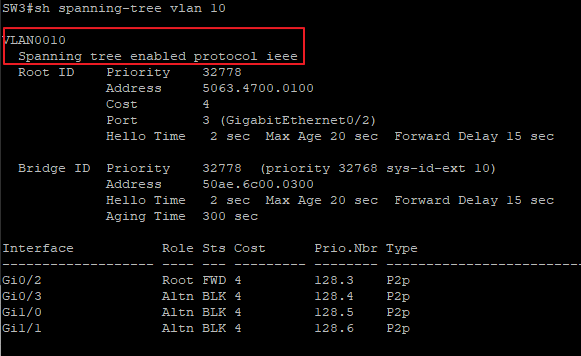 SW3#sh spanning-tree vlan 10
VLAN0010
Spanning tree enabled protocol ieee
Root ID Priority 32778
Address 5063.4700.0100
Cost 4
Port 3 (GigabitEthernet0/2)
Hello Time 2 sec Max Age 20 sec Forward Delay 15 sec
Bridge ID Priority 32778 (priority 32768 sys-id-ext 10)
Address 50ae.6c00.0300
Hello Time 2 sec Max Age 20 sec Forward Delay 15 sec
Aging Time 300 sec
Interface Role Sts Cost Prio.Nbr Type
------------------- ---- --- --------- -------- --------------------------------
Gi0/2 Root FWD 4 128.3 P2p
Gi0/3 Altn BLK 4 128.4 P2p
Gi1/0 Altn BLK 4 128.5 P2p
Gi1/1 Altn BLK 4 128.6 P2p